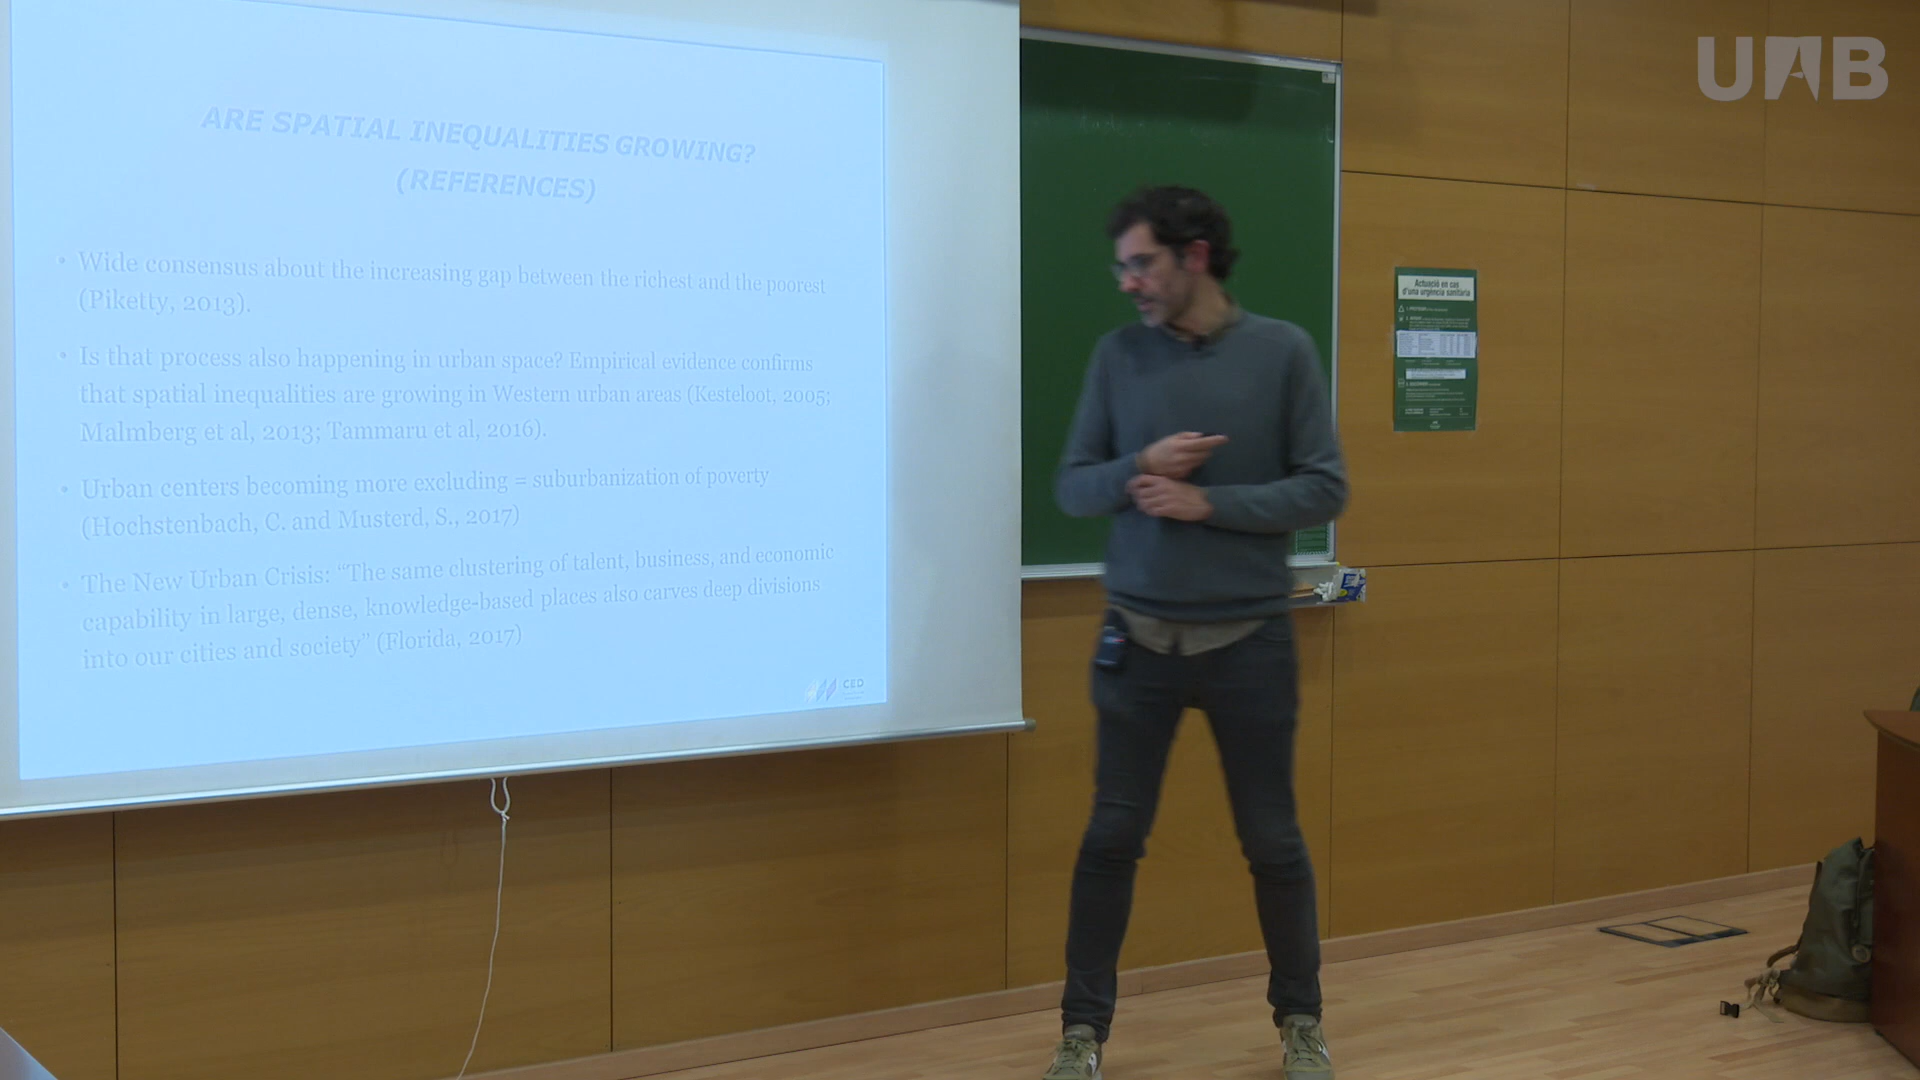 ARE SPATIAL INEQUALITIES GROWING?
(REFERENCES)
• Wide consensus about the increasing gap between the richest and the poorest
(Piketty, 2013).
• Is that process also happening in urban space? Empirical evidence confirms
that spatial inequalities are growing in Western urban areas (Kesteloot, 2005;
Malmberg et al, 2013; Tammaru et al, 2016).
• Urban centers becoming more excluding = suburbanization of poverty
(Hochstenbach, C. and Musterd, S., 2017)
• The New Urban Crisis: “The same clustering of talent, business, and economic
capability in large, dense, knowledge-based places also carves deep divisions
into our cities and society” (Florida, 2017)
CED
UAB
Actuació en cas
d'una urgència sanitària